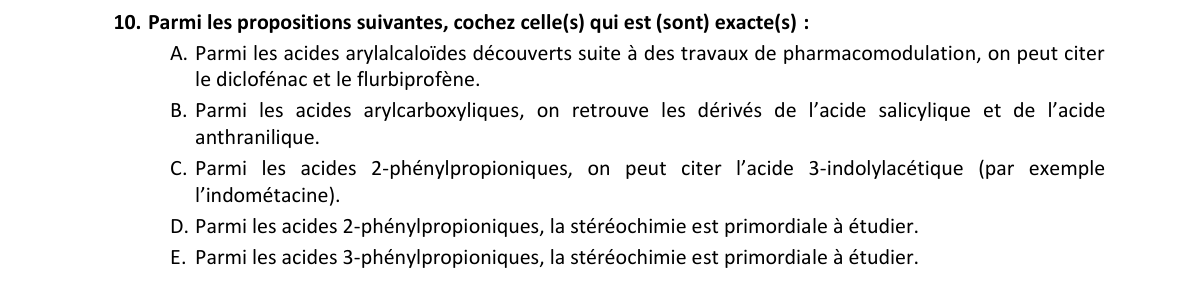 10. Parmi les propositions suivantes, cochez celle(s) qui est (sont) exacte(s) :
A. Parmi les acides arylalcaloïdes découverts suite à des travaux de pharmacomodulation, on peut citer
le diclofénac et le flurbiprofène.
B. Parmi les acides arylcarboxyliques, on retrouve les dérivés de l’acide salicylique et de l’acide
anthranilique.
C. Parmi les acides 2-phénylpropioniques, on peut citer l’acide 3-indolylacétique (par exemple
l’indométacine).
D. Parmi les acides 2-phénylpropioniques, la stéréochimie est primordiale à étudier.
E. Parmi les acides 3-phénylpropioniques, la stéréochimie est primordiale à étudier.